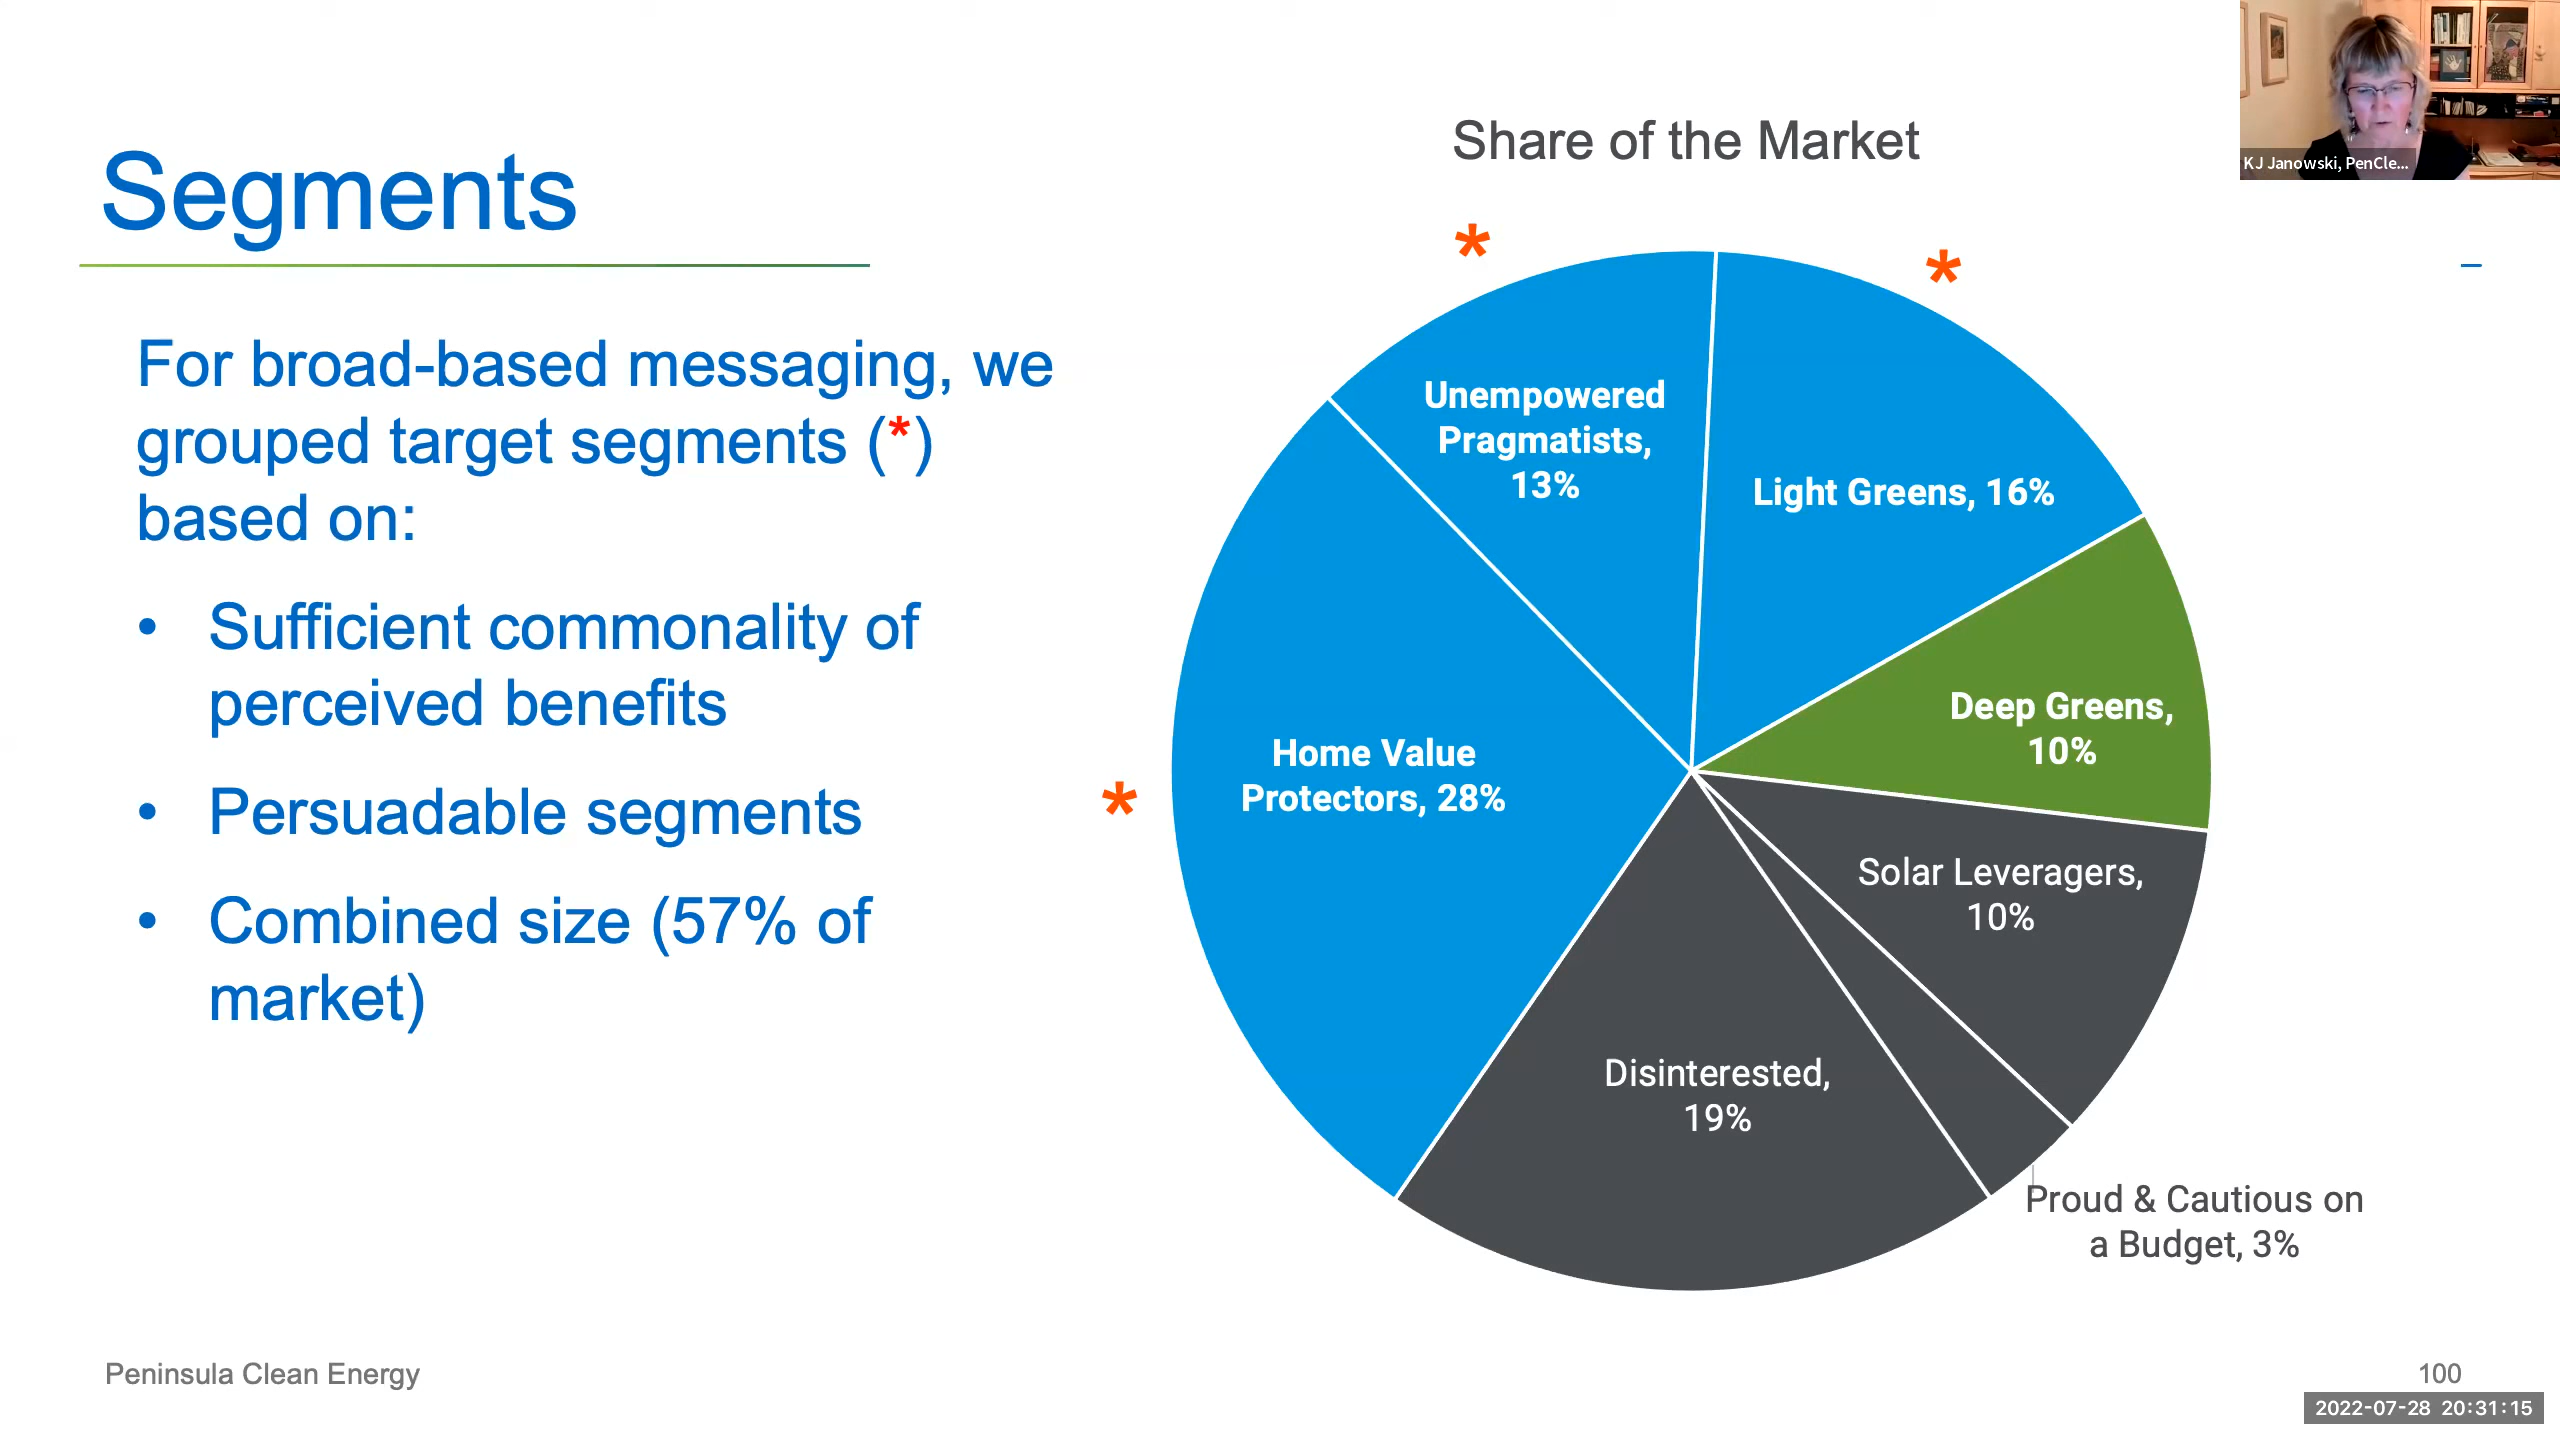 Segments
For broad-based messaging, we
grouped target segments (*)
based on:
• Sufficient commonality of
perceived benefits
• Persuadable segments
• Combined size (57% of
market)
Share of the Market
*
*
*
Unempowered
Pragmatists,
13%
Light Greens, 16%
Deep Greens,
10%
Home Value
Protectors, 28%
Solar Leveragers,
10%
Disinterested,
19%
Proud & Cautious on
a Budget, 3%
KJ Janowski, PenCle...
Peninsula Clean Energy
100
2022-07-28 20:31:15